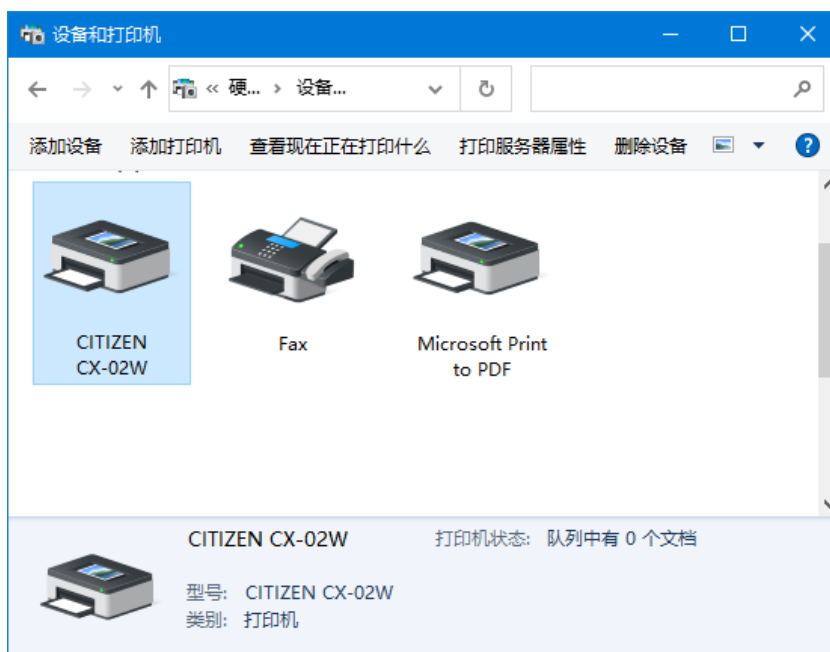 设备和打印机
« 硬... › 设备...
添加设备 添加打印机 查看现在正在打印什么 打印服务器属性 删除设备
CITIZEN
CX-02W
Fax
Microsoft Print
to PDF
CITIZEN CX-02W 打印机状态: 队列中有 0 个文档
型号: CITIZEN CX-02W
类别: 打印机